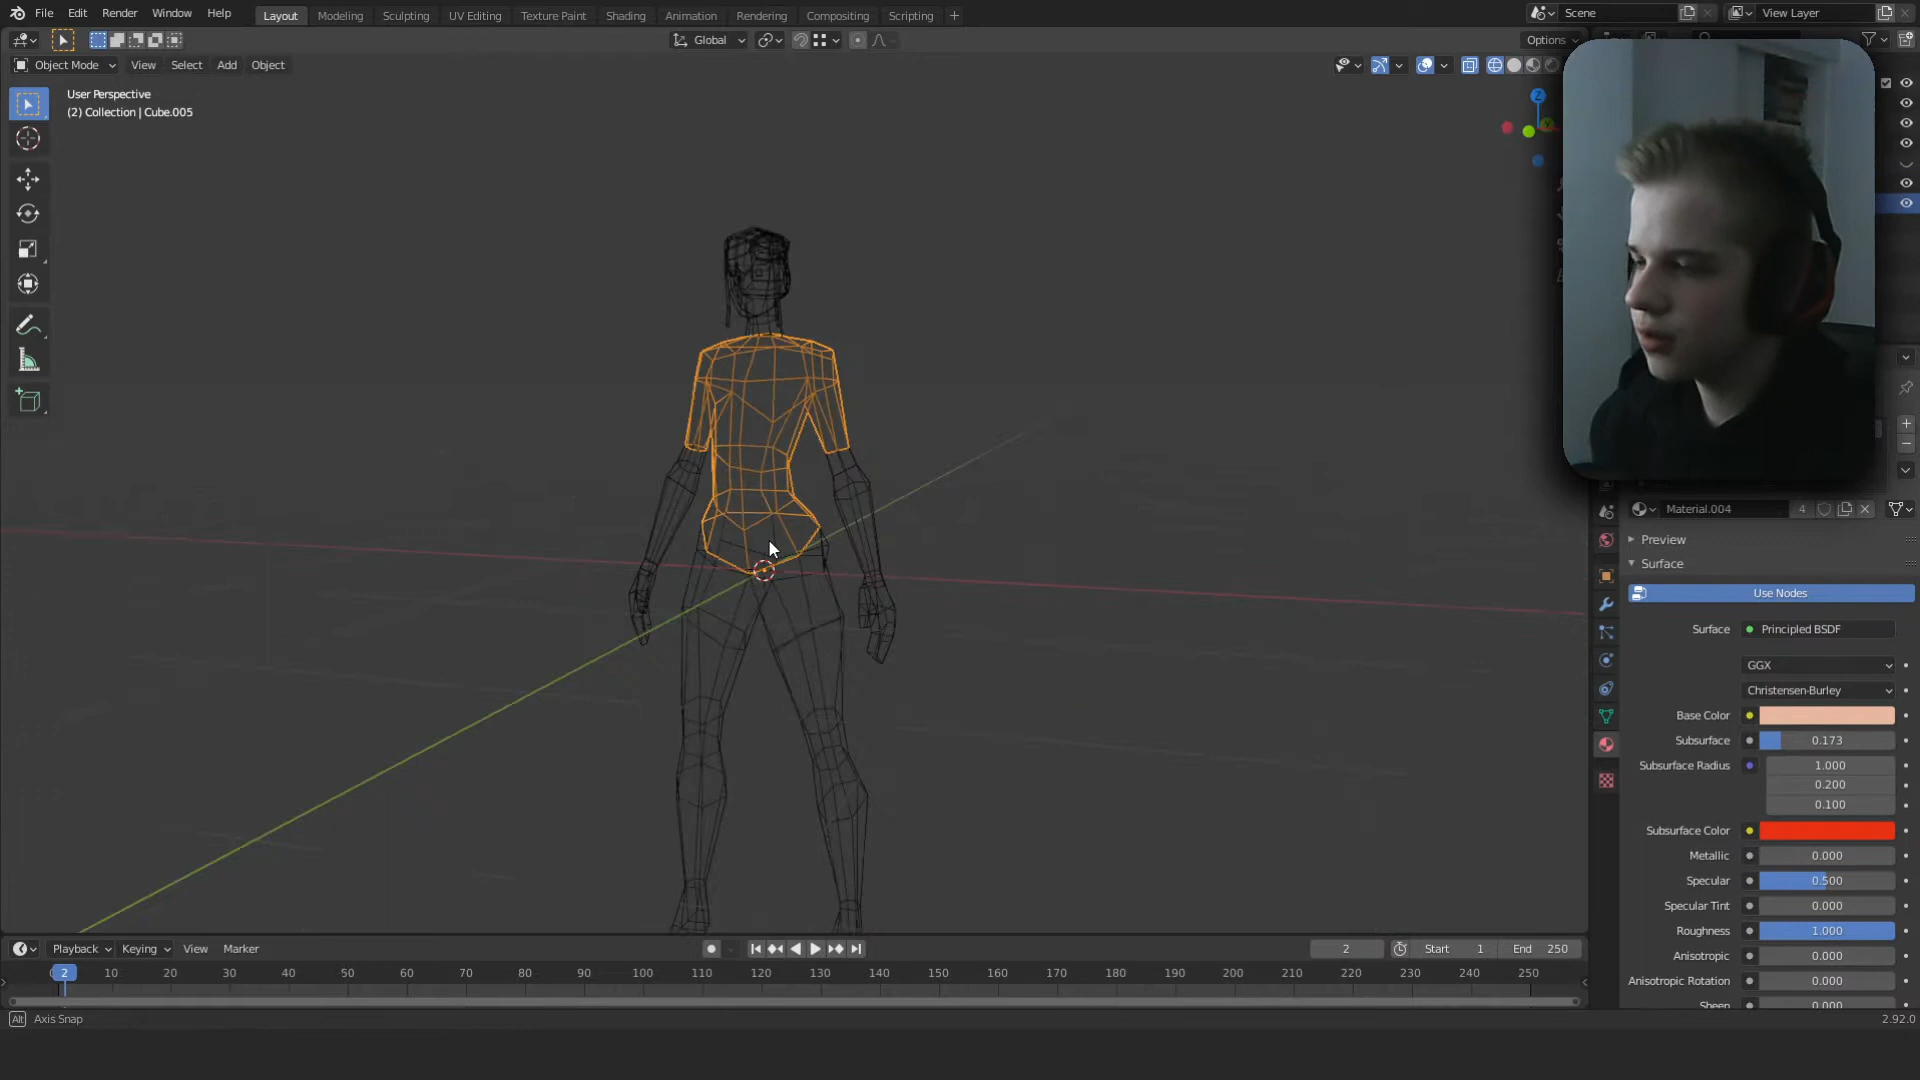 File Edit Render Window Help Layout Modeling Sculpting UV Editing Texture Paint Shading Animation Rendering Compositing Scripting + Scene View Layer
Global Options
Object Mode View Select Add Object
User Perspective
(2) Collection | Cube.005
Z
Y
Material.004 4
Preview
Surface
Use Nodes
Surface Principled BSDF
GGX
Christensen-Burley
Base Color
Subsurface 0.173
Subsurface Radius 1.000
0.200
0.100
Subsurface Color
Metallic 0.000
Specular 0.500
Specular Tint 0.000
Roughness 1.000
Anisotropic 0.000
Anisotropic Rotation 0.000
Sheen 0.000
Playback Keying View Marker 2 Start 1 End 250
2 10 20 30 40 50 60 70 80 90 100 110 120 130 140 150 160 170 180 190 200 210 220 230 240 250
Alt Axis Snap 2.92.0